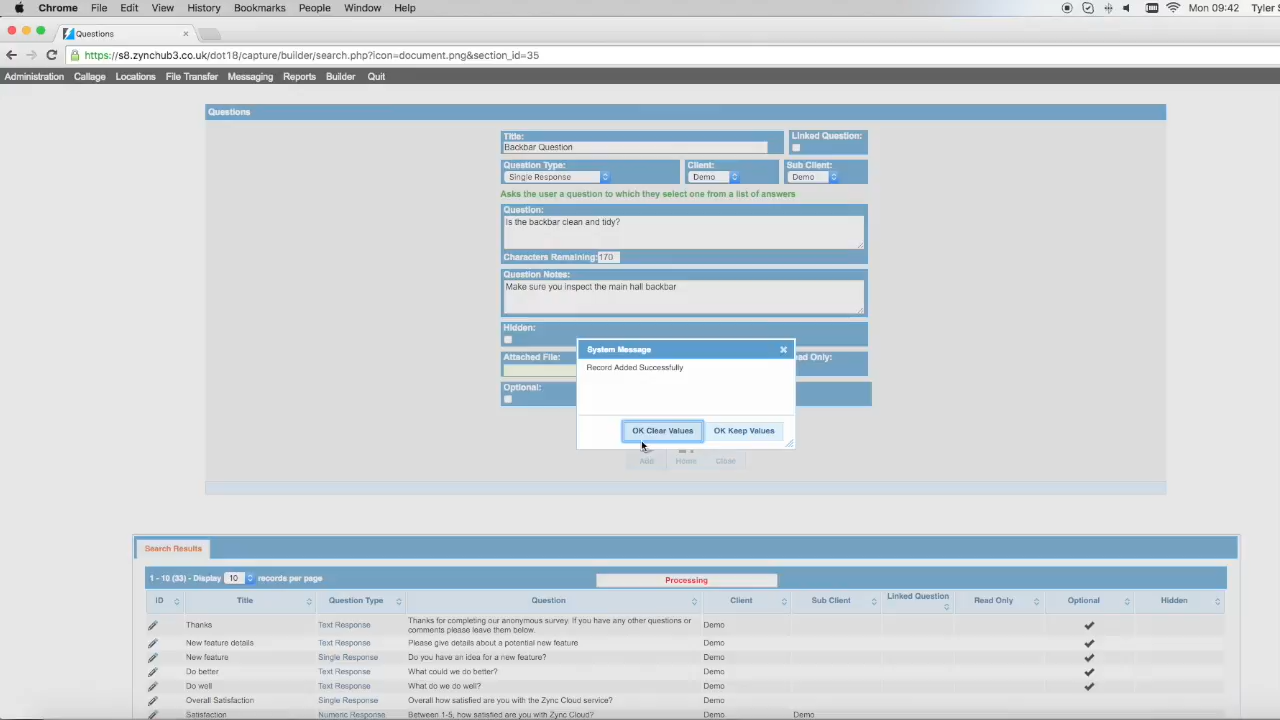 Chrome File Edit View History Bookmarks People Window Help Mon 09:42 Tyler S
Questions
https://s8.zynchub3.co.uk/dot18/capture/builder/search.php?icon=document.png&section_id=35
Administration Callage Locations File Transfer Messaging Reports Builder Quit
Questions
Title: Linked Question:
Backbar Question
Question Type: Client: Sub Client:
Single Response Demo Demo
Asks the user a question to which they select one from a list of answers
Question:
Is the backbar clean and tidy?
Characters Remaining: 170
Question Notes:
Make sure you inspect the main hall backbar
Hidden:
Attached File: ead Only:
Optional:
System Message
Record Added Successfully
OK Clear Values OK Keep Values
Add Home Close
Search Results
1 - 10 (33) - Display 10 records per page Processing
ID Title Question Type Question Client Sub Client Linked Question Read Only Optional Hidden
Thanks Text Response Thanks for completing our anonymous survey. If you have any other questions or Demo
comments please leave them below.
New feature details Text Response Please give details about a potential new feature Demo
New feature Single Response Do you have an idea for a new feature? Demo
Do better Text Response What could we do better? Demo
Do well Text Response What do we do well? Demo
Overall Satisfaction Single Response Overall how satisfied are you with the Zync Cloud service? Demo
Satisfaction Numeric Response Between 1-5, how satisfied are you with Zync Cloud? Demo Demo